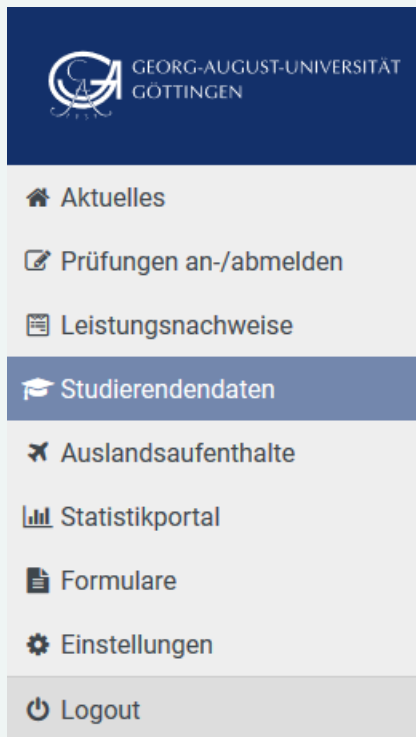 GEORG-AUGUST-UNIVERSITÄT
GÖTTINGEN
Aktuelles
Prüfungen an-/abmelden
Leistungsnachweise
Studierendendaten
Auslandsaufenthalte
Statistikportal
Formulare
Einstellungen
Logout